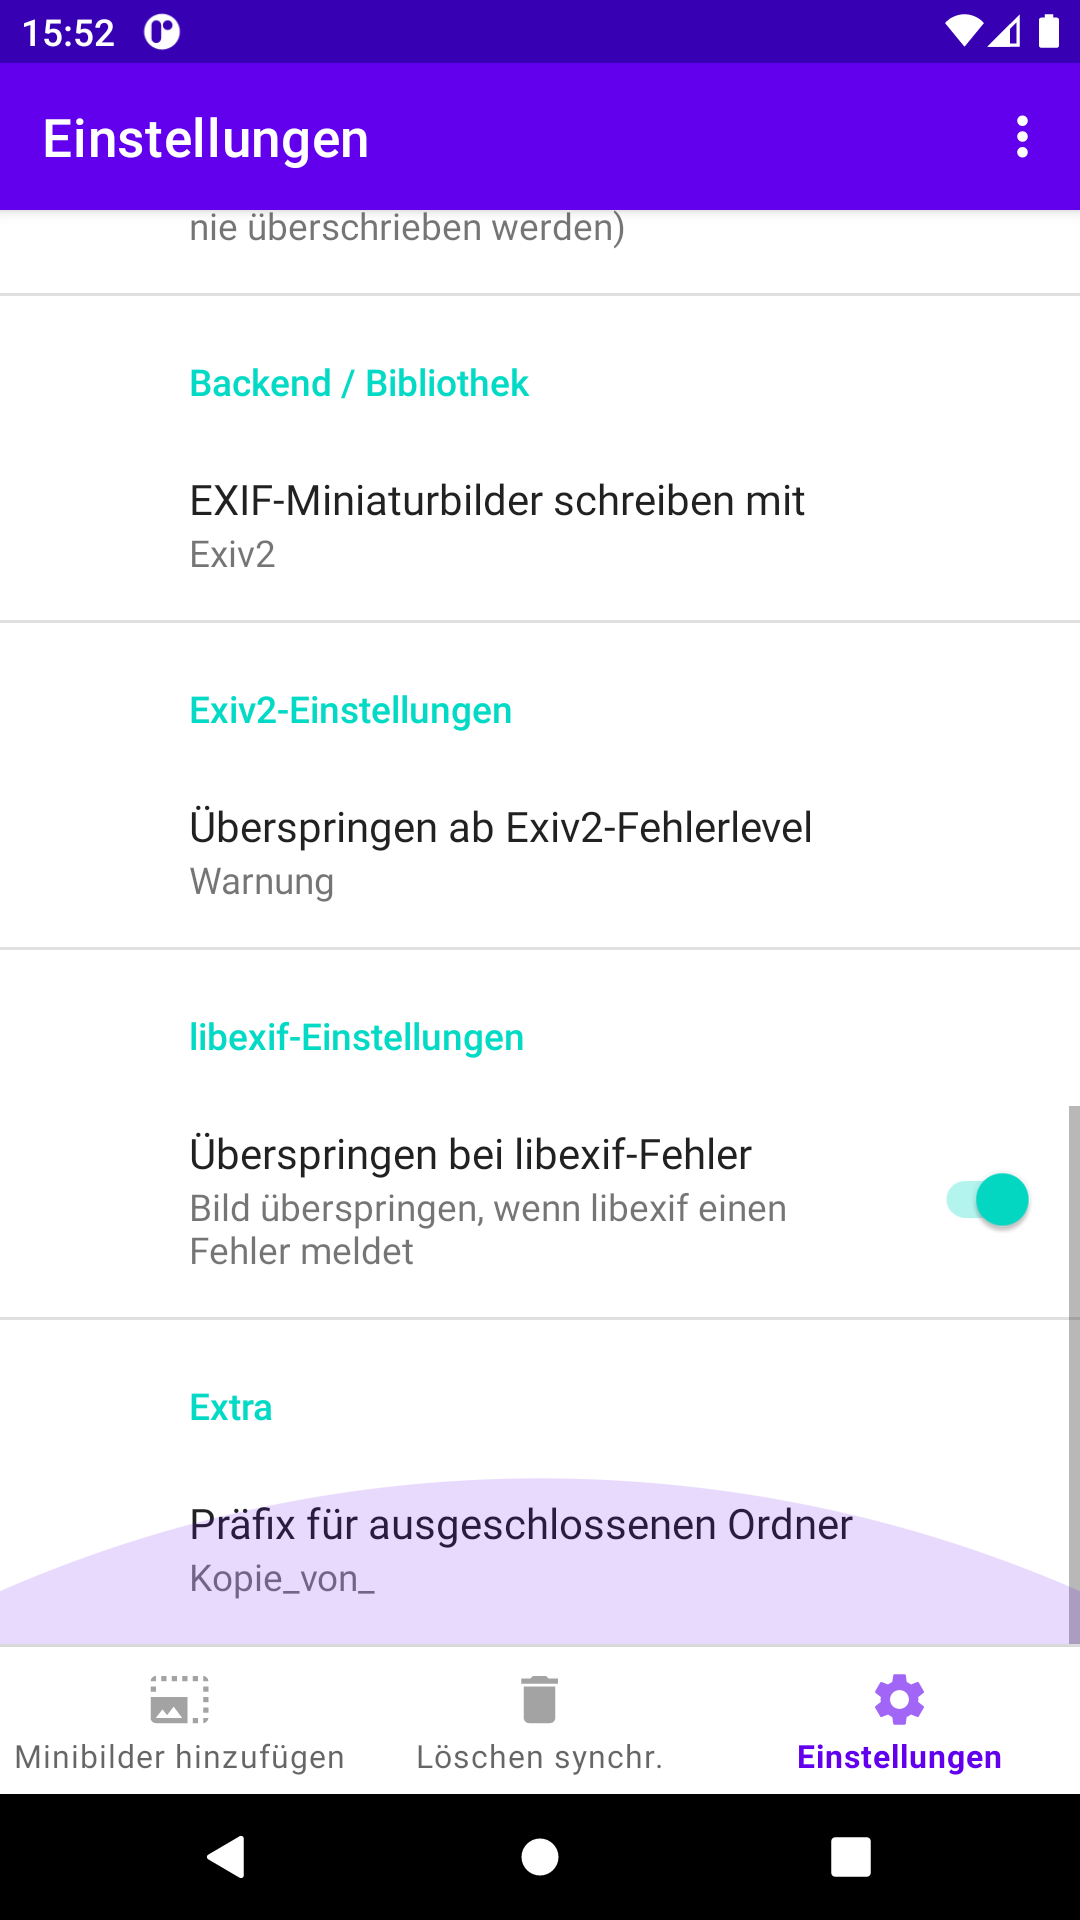 15:52
Einstellungen
nie überschrieben werden)
Backend / Bibliothek
EXIF-Miniaturbilder schreiben mit
Exiv2
Exiv2-Einstellungen
Überspringen ab Exiv2-Fehlerlevel
Warnung
libexif-Einstellungen
Überspringen bei libexif-Fehler
Bild überspringen, wenn libexif einen
Fehler meldet
Extra
Präfix für ausgeschlossenen Ordner
Kopie_von_
Minibilder hinzufügen
Löschen synchr.
Einstellungen